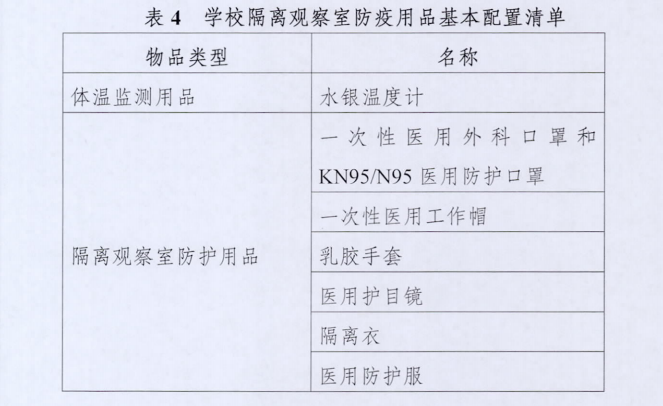 表 4 学校隔离观察室防疫用品基本配置清单
物品类型 名称
体温监测用品 水银温度计
隔离观察室防护用品
一次性医用外科口罩和
KN95/N95 医用防护口罩
一次性医用工作帽
乳胶手套
医用护目镜
隔离衣
医用防护服